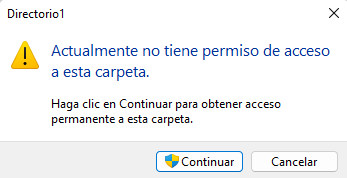 Directorio1
Actualmente no tiene permiso de acceso
a esta carpeta.
Haga clic en Continuar para obtener acceso
permanente a esta carpeta.
Continuar
Cancelar